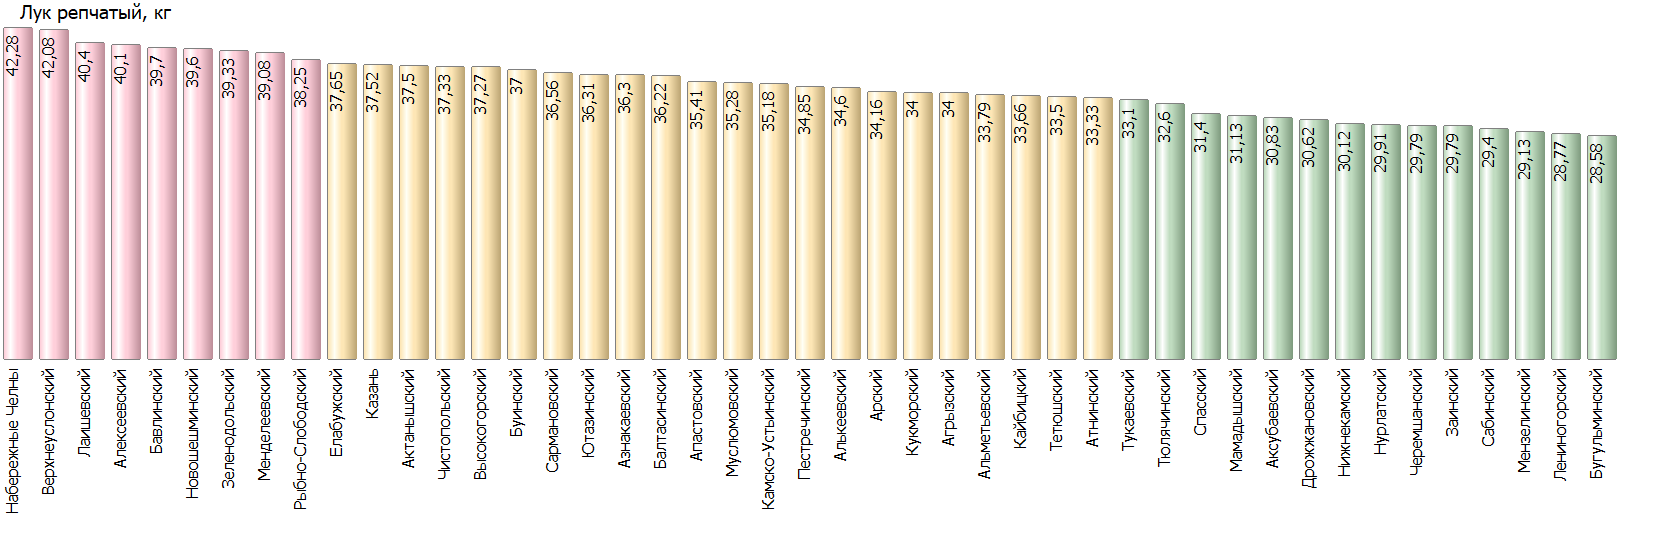 Лук репчатый, кг
42,28
42,08
40,4
40,1
39,7
39,6
39,33
39,08
38,25
37,65
37,52
37,5
37,33
37,27
37
36,56
36,31
36,3
36,22
35,41
35,28
35,18
34,85
34,6
34,16
34
34
33,79
33,66
33,5
33,33
33,1
32,6
31,4
31,13
30,83
30,62
30,12
29,91
29,79
29,79
29,4
29,13
28,77
28,58
Набережные Челны
Верхнеуслонский
Лаишевский
Алексеевский
Бавлинский
Новошешминский
Зеленодольский
Менделеевский
Рыбно-Слободский
Елабужский
Казань
Актанышский
Чистопольский
Высокогорский
Буинский
Сармановский
Ютазинский
Азнакаевский
Балтасинский
Апастовский
Муслюмовский
Камско-Устьинский
Пестречинский
Алькеевский
Арский
Кукморский
Агрызский
Альметьевский
Кайбицкий
Тетюшский
Атнинский
Тукаевский
Тюлячинский
Спасский
Мамадышский
Аксубаевский
Дрожжановский
Нижнекамский
Нурлатский
Черемшанский
Заинский
Сабинский
Мензелинский
Лениногорский
Бугульминский